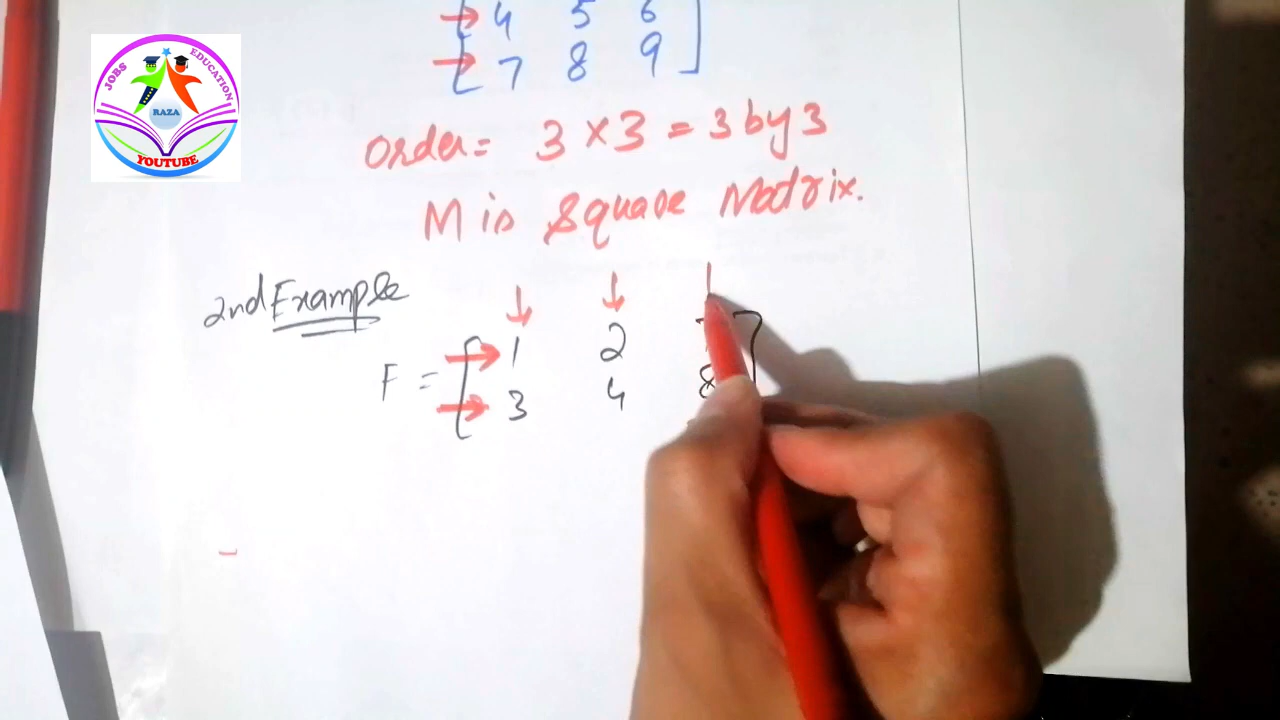 4 5 6
7 8 9
JOBS EDUCATION
RAZA
YOUTUBE
Order = 3 × 3 = 3 by 3
M is Square Matrix.
2nd Example
F = [ 1 2
3 4 8